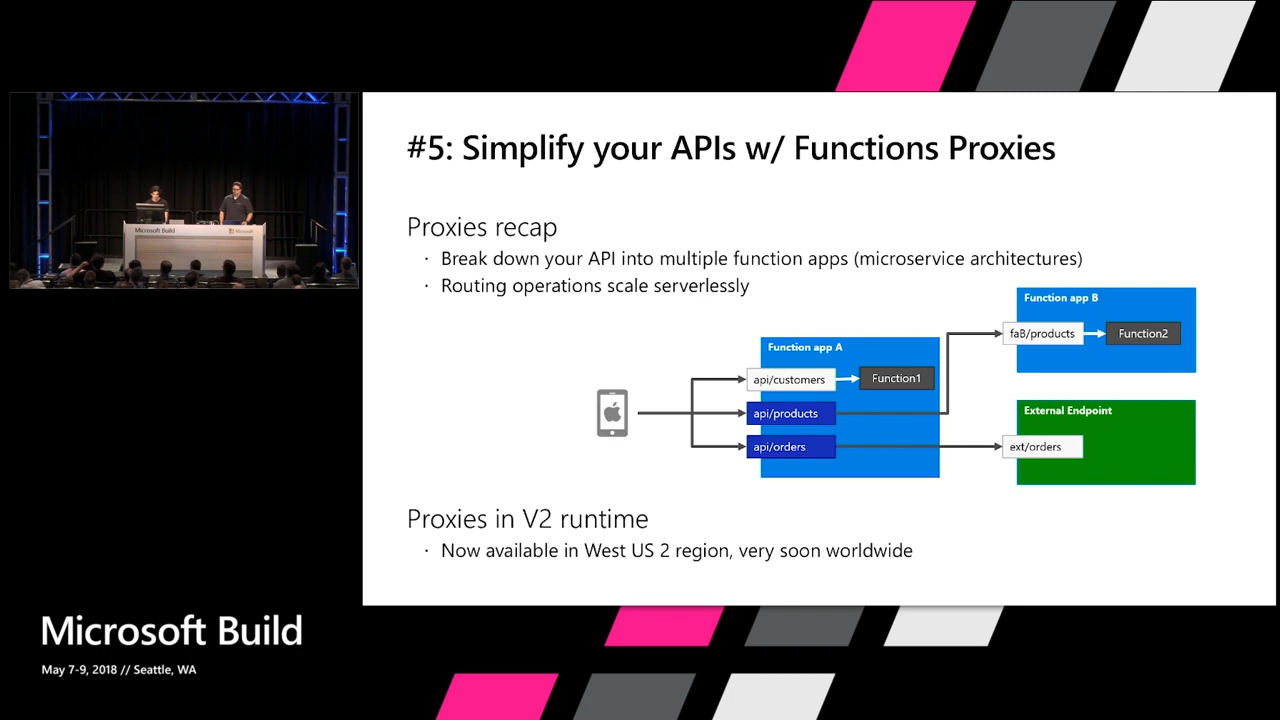 #5: Simplify your APIs w/ Functions Proxies
Proxies recap
· Break down your API into multiple function apps (microservice architectures)
· Routing operations scale serverlessly
Function app B
faB/products
Function2
Function app A
api/customers
Function1
api/products
api/orders
External Endpoint
ext/orders
Proxies in V2 runtime
· Now available in West US 2 region, very soon worldwide
Microsoft Build
Microsoft
Microsoft Build
May 7-9, 2018 // Seattle, WA